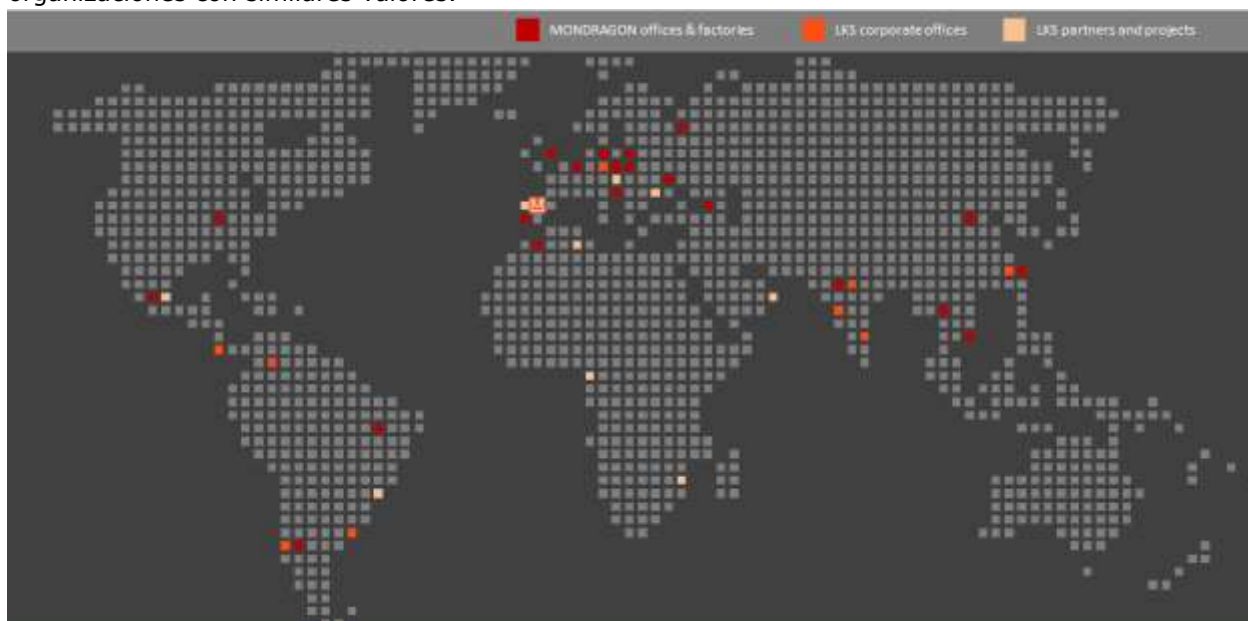 organizaciones con similares valores.
MONDRAGON offices & factories LKS corporate offices LKS partners and projects